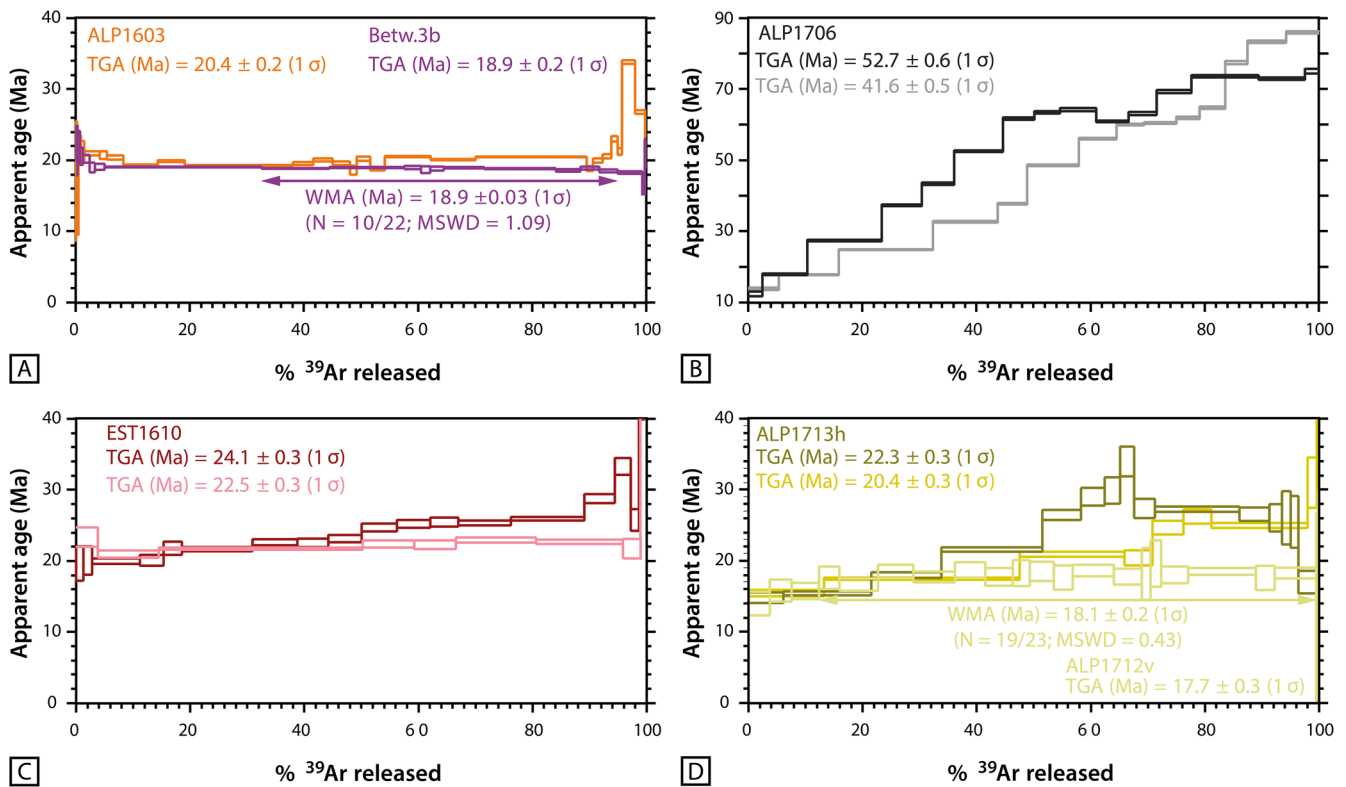 40
30
20
10
0
Apparent age (Ma)
ALP1603
TGA (Ma) = 20.4 ± 0.2 (1 σ)
Betw.3b
TGA (Ma) = 18.9 ± 0.2 (1σ)
WMA (Ma) = 18.9 ±0.03 (1σ)
(N = 10/22; MSWD = 1.09)
0 20 40 6 0 80 100
% ³⁹Ar released
A
90
70
50
30
10
Apparent age (Ma)
ALP1706
TGA (Ma) = 52.7 ± 0.6 (1 σ)
TGA (Ma) = 41.6 ± 0.5 (1 σ)
0 20 40 6 0 80 100
% ³⁹Ar released
B
40
30
20
10
0
Apparent age (Ma)
EST1610
TGA (Ma) = 24.1 ± 0.3 (1 σ)
TGA (Ma) = 22.5 ± 0.3 (1 σ)
0 20 40 6 0 80 100
% ³⁹Ar released
C
40
30
20
10
0
Apparent age (Ma)
ALP1713h
TGA (Ma) = 22.3 ± 0.3 (1 σ)
TGA (Ma) = 20.4 ± 0.3 (1 σ)
WMA (Ma) = 18.1 ± 0.2 (1σ)
(N = 19/23; MSWD = 0.43)
ALP1712v
TGA (Ma) = 17.7 ± 0.3 (1 σ)
0 20 40 6 0 80 100
% ³⁹Ar released
D